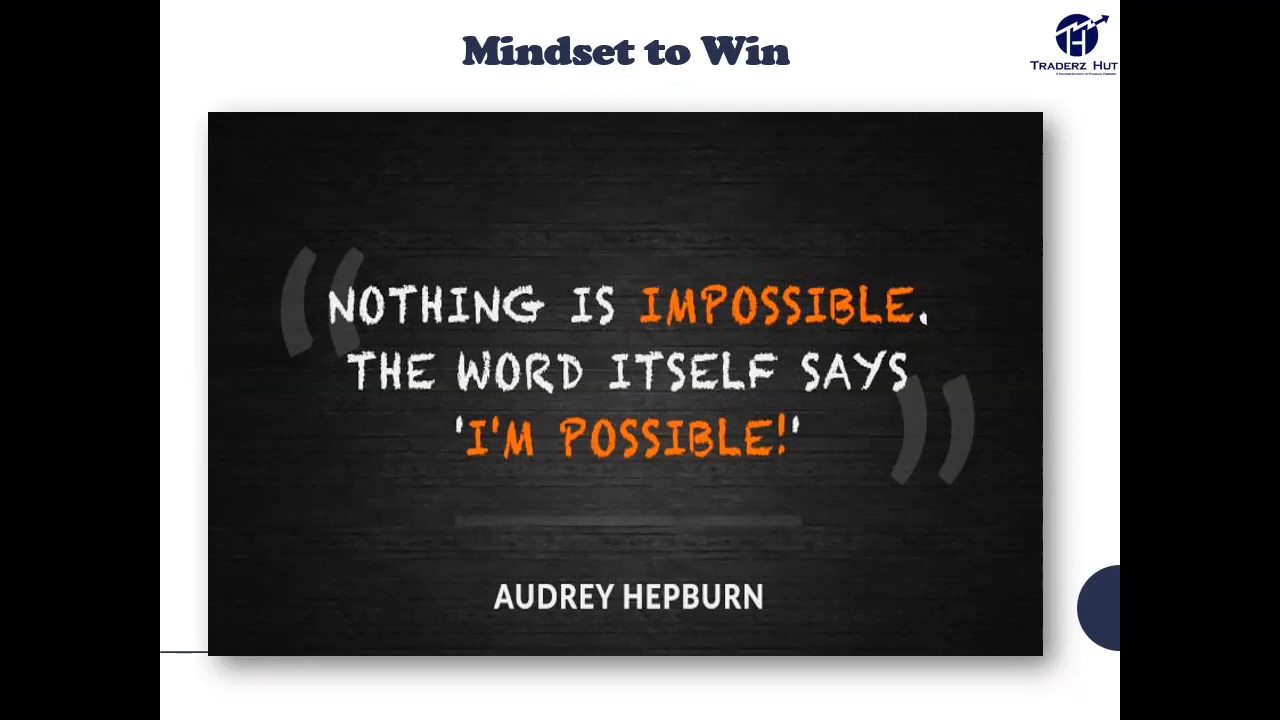 Mindset to Win
TRADERZ HUT
NOTHING IS IMPOSSIBLE.
THE WORD ITSELF SAYS
'I'M POSSIBLE!'
AUDREY HEPBURN